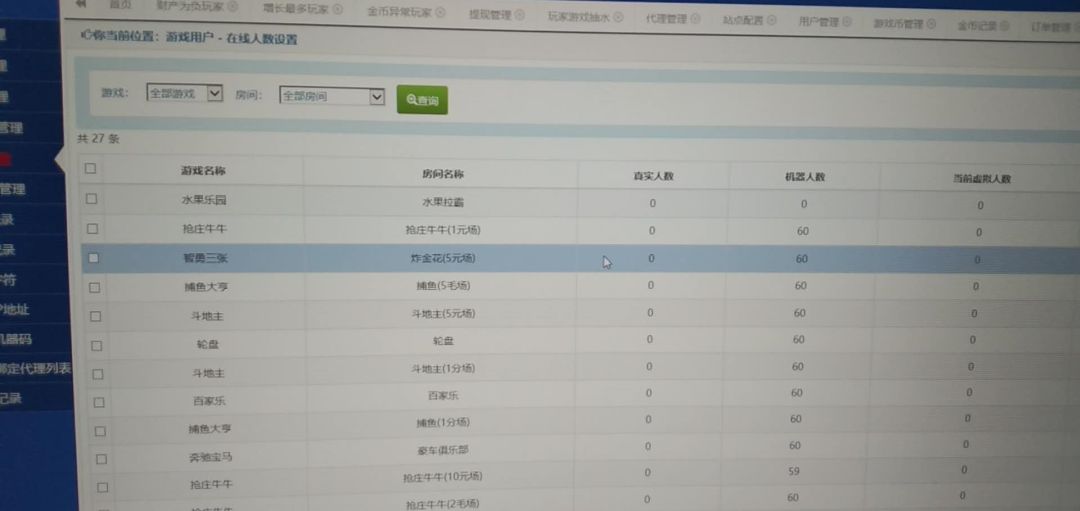 首页 财产为负玩家 增长最多玩家 金币异常玩家 提现管理 玩家游戏抽水 代理管理 站点配置 用户管理 游戏币管理 金币记录 订单管理
你当前位置：游戏用户 - 在线人数设置
游戏： 全部游戏 房间： 全部房间 查询
共 27 条
游戏名称 房间名称 真实人数 机器人数 当前虚拟人数
水果乐园 水果拉霸 0 0 0
抢庄牛牛 抢庄牛牛(1元场) 0 60 0
智勇三张 炸金花(5元场) 0 60 0
捕鱼大亨 捕鱼(5毛场) 0 60 0
斗地主 斗地主(5元场) 0 60 0
轮盘 轮盘 0 60 0
斗地主 斗地主(1分场) 0 60 0
百家乐 百家乐 0 60 0
捕鱼大亨 捕鱼(1分场) 0 60 0
奔驰宝马 豪车俱乐部 0 60 0
抢庄牛牛 抢庄牛牛(10元场) 0 59 0
抢庄牛牛(2毛场) 0 60 0
理
理
理
管理
管理
录
记录
字符
P地址
机器码
绑定代理列表
记录